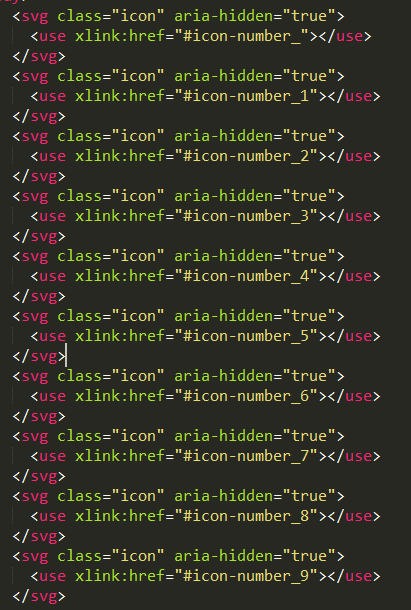 <svg class="icon" aria-hidden="true">
<use xlink:href="#icon-number_"></use>
</svg>
<svg class="icon" aria-hidden="true">
<use xlink:href="#icon-number_1"></use>
</svg>
<svg class="icon" aria-hidden="true">
<use xlink:href="#icon-number_2"></use>
</svg>
<svg class="icon" aria-hidden="true">
<use xlink:href="#icon-number_3"></use>
</svg>
<svg class="icon" aria-hidden="true">
<use xlink:href="#icon-number_4"></use>
</svg>
<svg class="icon" aria-hidden="true">
<use xlink:href="#icon-number_5"></use>
</svg>
<svg class="icon" aria-hidden="true">
<use xlink:href="#icon-number_6"></use>
</svg>
<svg class="icon" aria-hidden="true">
<use xlink:href="#icon-number_7"></use>
</svg>
<svg class="icon" aria-hidden="true">
<use xlink:href="#icon-number_8"></use>
</svg>
<svg class="icon" aria-hidden="true">
<use xlink:href="#icon-number_9"></use>
</svg>